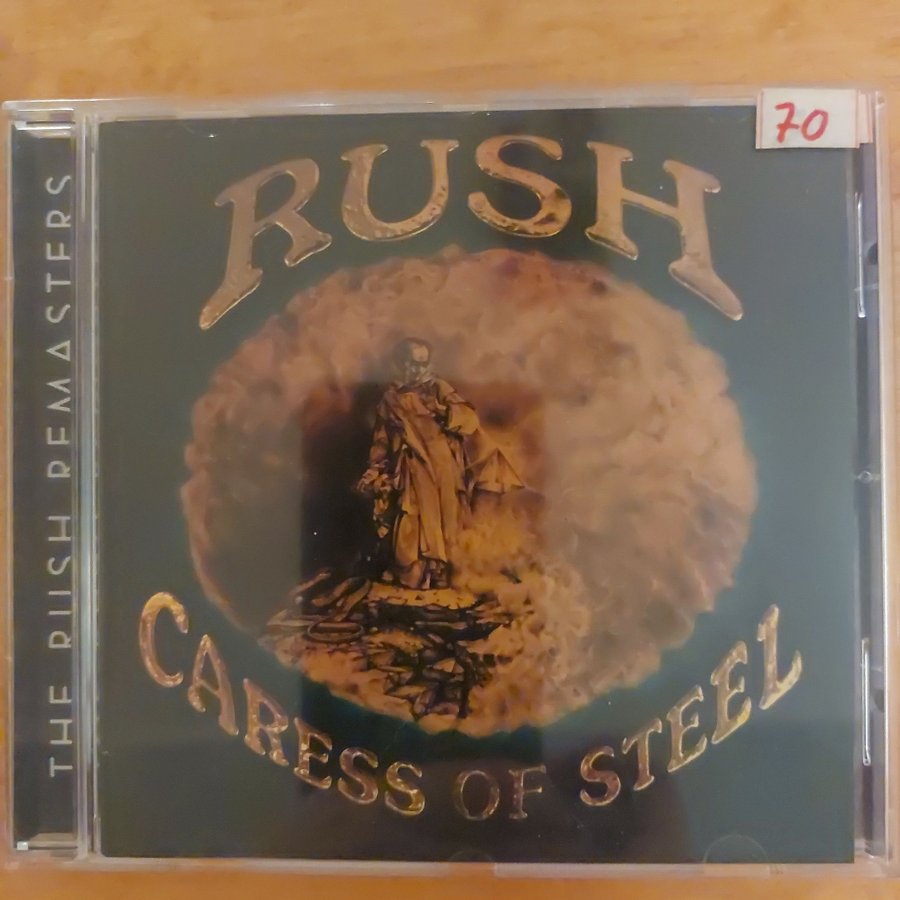 70
RUSH
CARESS OF STEEL
THE RUSH REMASTERS